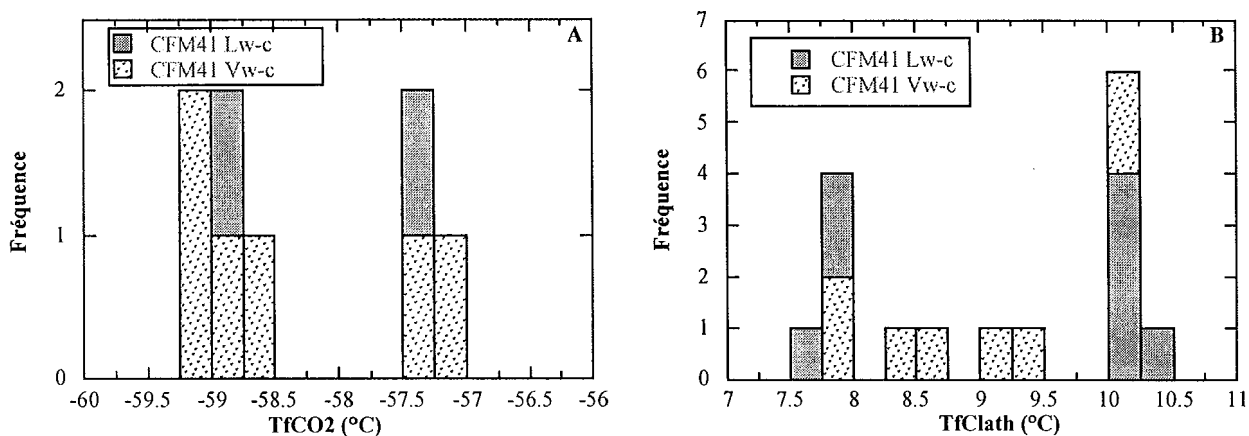 A
CFM41 Lw-c
CFM41 Vw-c
Fréquence
2
1
0
-60
-59.5
-59
-58.5
-58
-57.5
-57
-56.5
-56
TfCO2 (°C)
B
CFM41 Lw-c
CFM41 Vw-c
Fréquence
7
6
5
4
3
2
1
0
7
7.5
8
8.5
9
9.5
10
10.5
11
TfClath (°C)